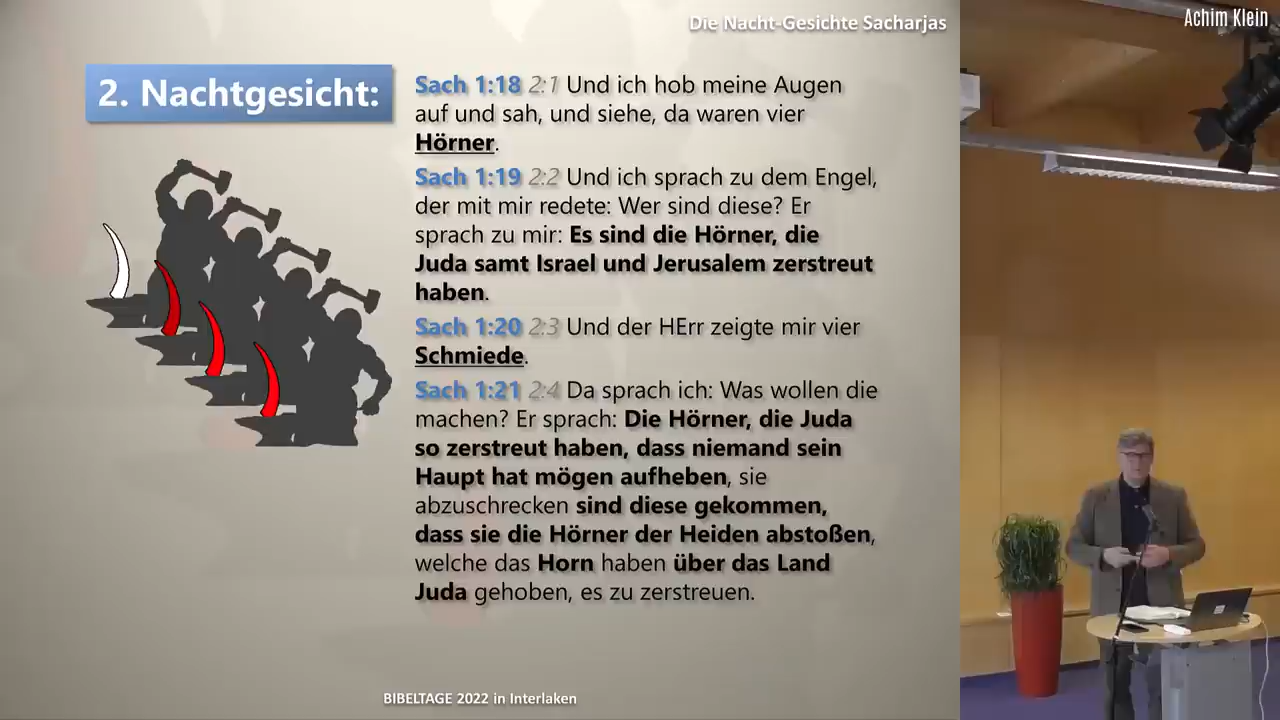 Die Nacht-Gesichte Sacharjas
Achim Klein
2. Nachtgesicht:
Sach 1:18 2:1 Und ich hob meine Augen
auf und sah, und siehe, da waren vier
Hörner.
Sach 1:19 2:2 Und ich sprach zu dem Engel,
der mit mir redete: Wer sind diese? Er
sprach zu mir: Es sind die Hörner, die
Juda samt Israel und Jerusalem zerstreut
haben.
Sach 1:20 2:3 Und der HErr zeigte mir vier
Schmiede.
Sach 1:21 2:4 Da sprach ich: Was wollen die
machen? Er sprach: Die Hörner, die Juda
so zerstreut haben, dass niemand sein
Haupt hat mögen aufheben, sie
abzuschrecken sind diese gekommen,
dass sie die Hörner der Heiden abstoßen,
welche das Horn haben über das Land
Juda gehoben, es zu zerstreuen.
BIBELTAGE 2022 in Interlaken